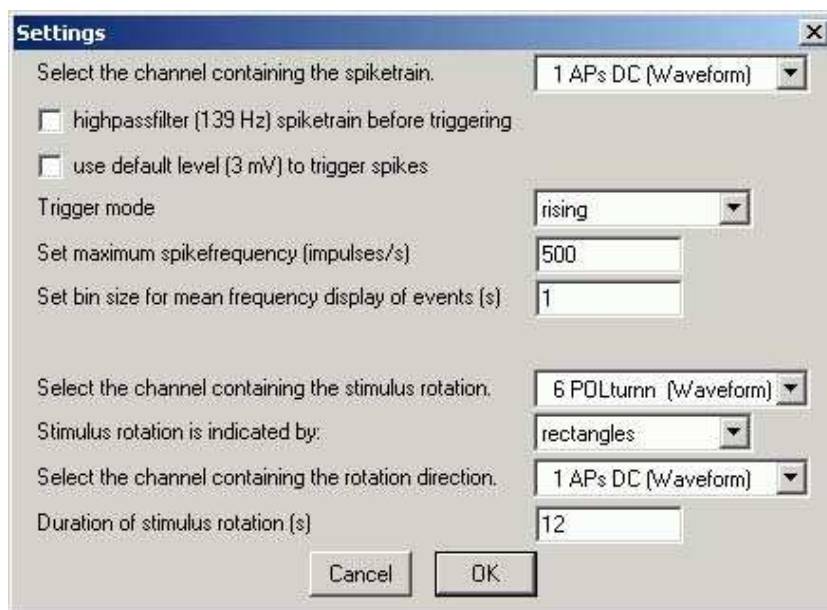 Settings
Select the channel containing the spiketrain. 1 APs DC (Waveform)
highpassfilter (139 Hz) spiketrain before triggering
use default level (3 mV) to trigger spikes
Trigger mode rising
Set maximum spikefrequency (impulses/s) 500
Set bin size for mean frequency display of events (s) 1
Select the channel containing the stimulus rotation. 6 POLturnn (Waveform)
Stimulus rotation is indicated by: rectangles
Select the channel containing the rotation direction. 1 APs DC (Waveform)
Duration of stimulus rotation (s) 12
Cancel OK